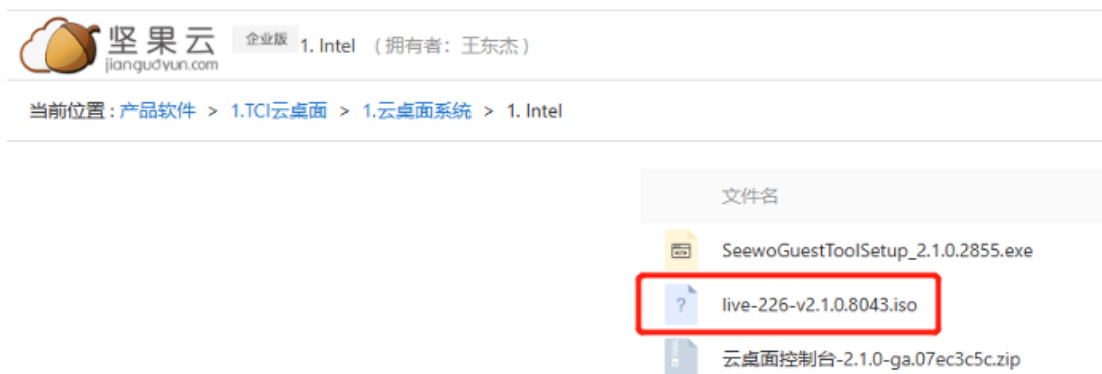 坚果云 企业版 1. Intel （拥有者：王东杰）
jianguoyun.com
当前位置：产品软件 > 1.TCI云桌面 > 1.云桌面系统 > 1. Intel
文件名
SeewoGuestToolSetup_2.1.0.2855.exe
? live-226-v2.1.0.8043.iso
云桌面控制台-2.1.0-ga.07ec3c5c.zip